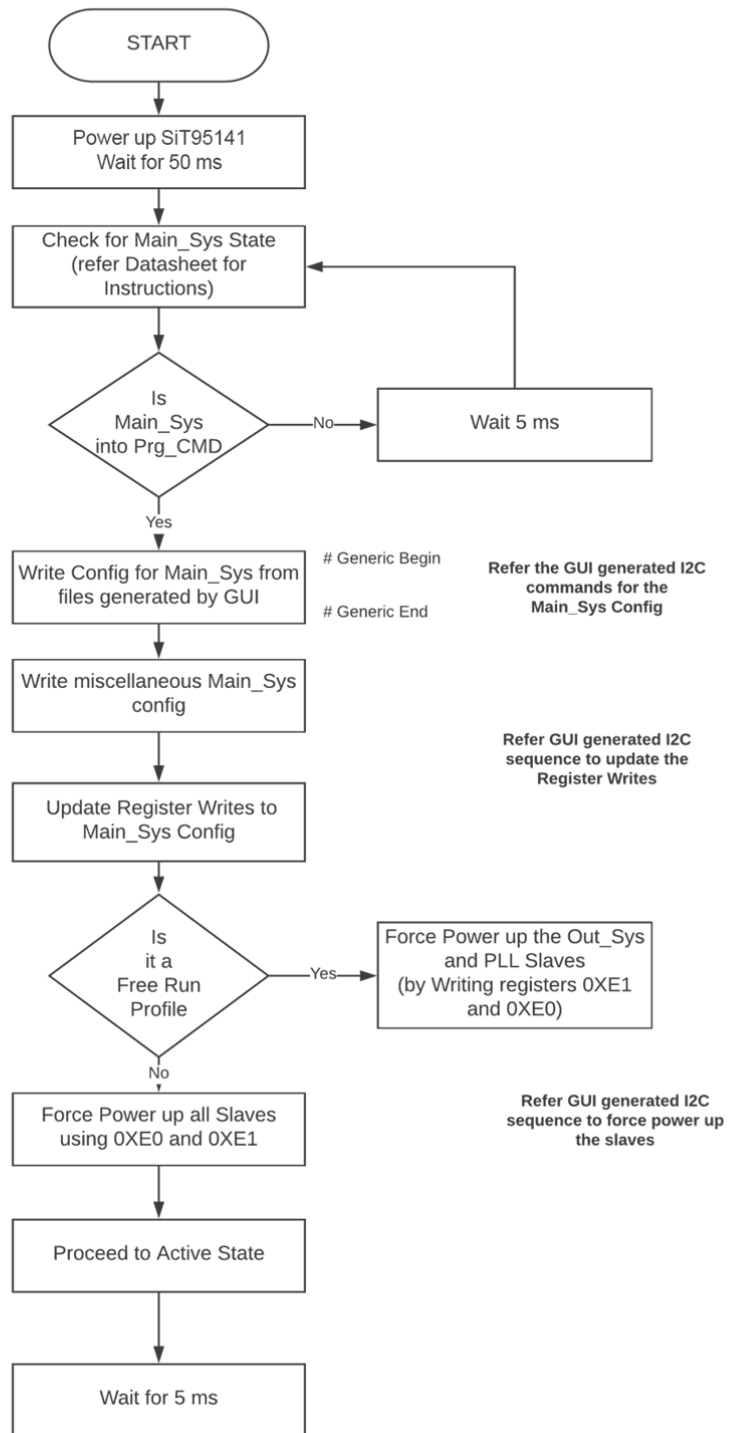 START
Power up SiT95141
Wait for 50 ms
Check for Main_Sys State
(refer Datasheet for
Instructions)
Is
Main_Sys
into Prg_CMD
No
Wait 5 ms
Yes
Write Config for Main_Sys from
files generated by GUI
# Generic Begin
# Generic End
Refer the GUI generated I2C
commands for the
Main_Sys Config
Write miscellaneous Main_Sys
config
Refer GUI generated I2C
sequence to update the
Register Writes
Update Register Writes to
Main_Sys Config
Is
it a
Free Run
Profile
Yes
Force Power up the Out_Sys
and PLL Slaves
(by Writing registers 0XE1
and 0XE0)
No
Force Power up all Slaves
using 0XE0 and 0XE1
Refer GUI generated I2C
sequence to force power up
the slaves
Proceed to Active State
Wait for 5 ms